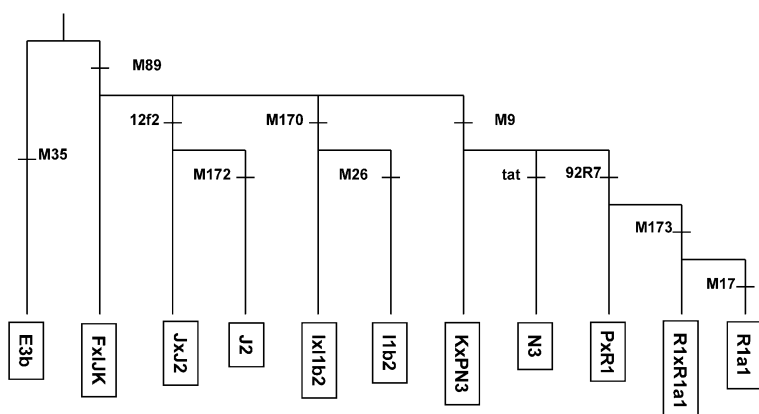 M89
12f2
M170
M9
M35
M172
M26
tat
92R7
M173
M17
E3b
FxIJK
JxJ2
J2
IxI1b2
I1b2
KxPN3
N3
PxR1
R1xR1a1
R1a1